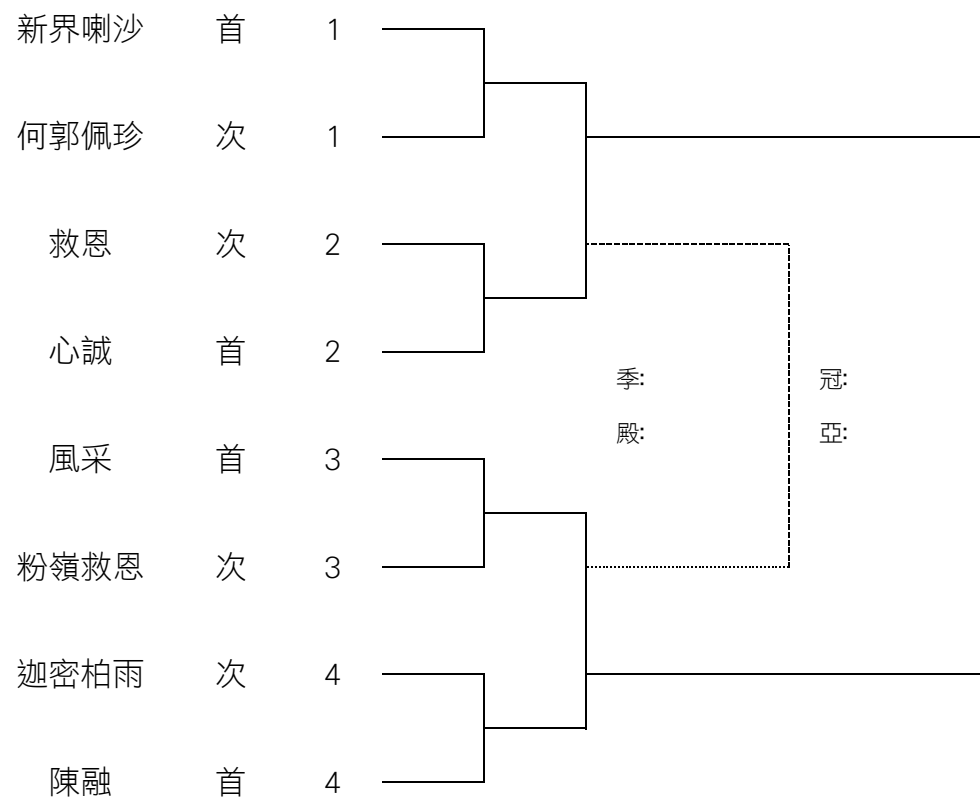 新界喇沙 首 1
何郭佩珍 次 1
救恩 次 2
心誠 首 2
季: 冠:
殿: 亞:
風采 首 3
粉嶺救恩 次 3
迦密柏雨 次 4
陳融 首 4